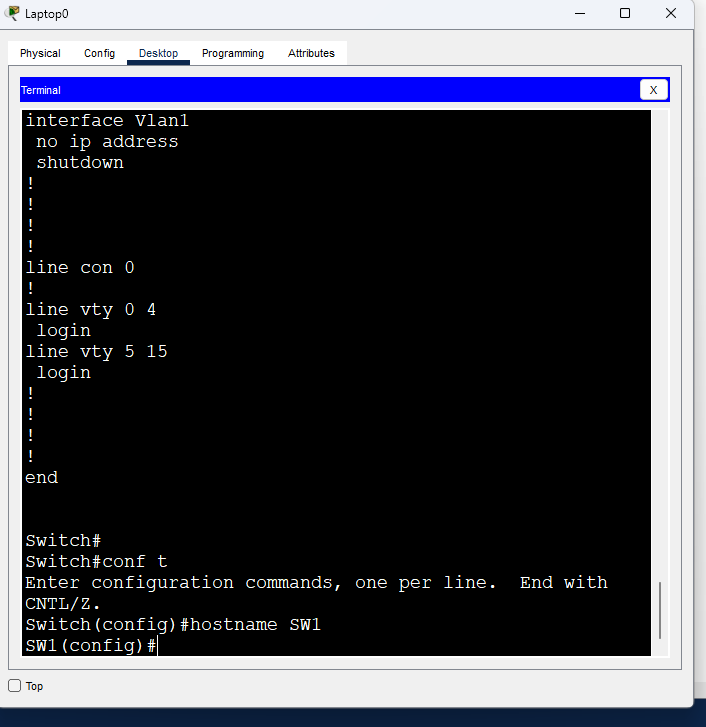 Laptop0
Physical Config Desktop Programming Attributes
Terminal X
interface Vlan1
 no ip address
 shutdown
!
!
!
!
line con 0
!
line vty 0 4
 login
line vty 5 15
 login
!
!
!
!
end
Switch#
Switch#conf t
Enter configuration commands, one per line.  End with
CNTL/Z.
Switch(config)#hostname SW1
SW1(config)#
Top